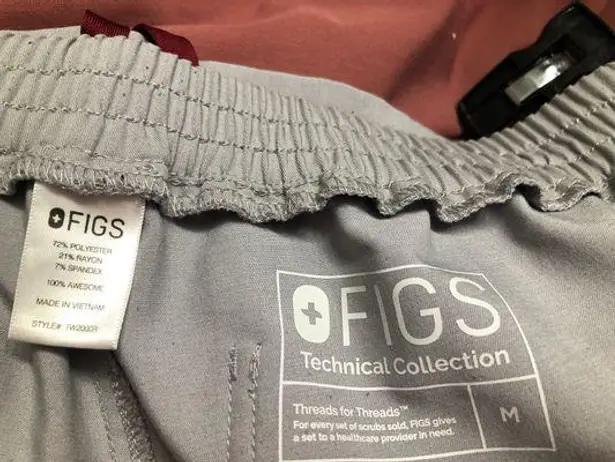 FIGS
72% POLYESTER
21% RAYON
7% SPANDEX
100% AWESOME
MADE IN VIETNAM
STYLE# FW2000R
FIGS
Technical Collection
Threads for Threads™
For every set of scrubs sold, FIGS gives
a set to a healthcare provider in need.
M